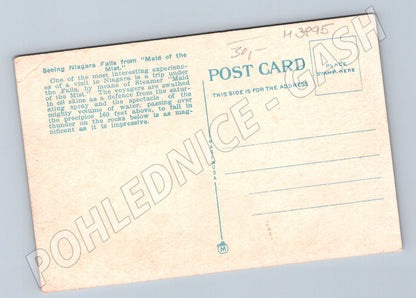 Seeing Niagara Falls from "Maid of the
Mist."
One of the most interesting experienc-
es of a visit to Niagara is a trip under
the Falls, by means of Steamer "Maid
of the Mist." The voyagers are swathed
in oil skins as a defence from the satur-
ating spray and the spectacle of the
mighty volume of water, passing over
the precipice 160 feet above, to fall in
thunder on the rocks below is as mag-
nificent as it is impressive.
30,-
M 3895
POST CARD
THIS SIDE IS FOR THE ADDRESS
PLACE
STAMP HERE
M
POHLEDNICE - GASH